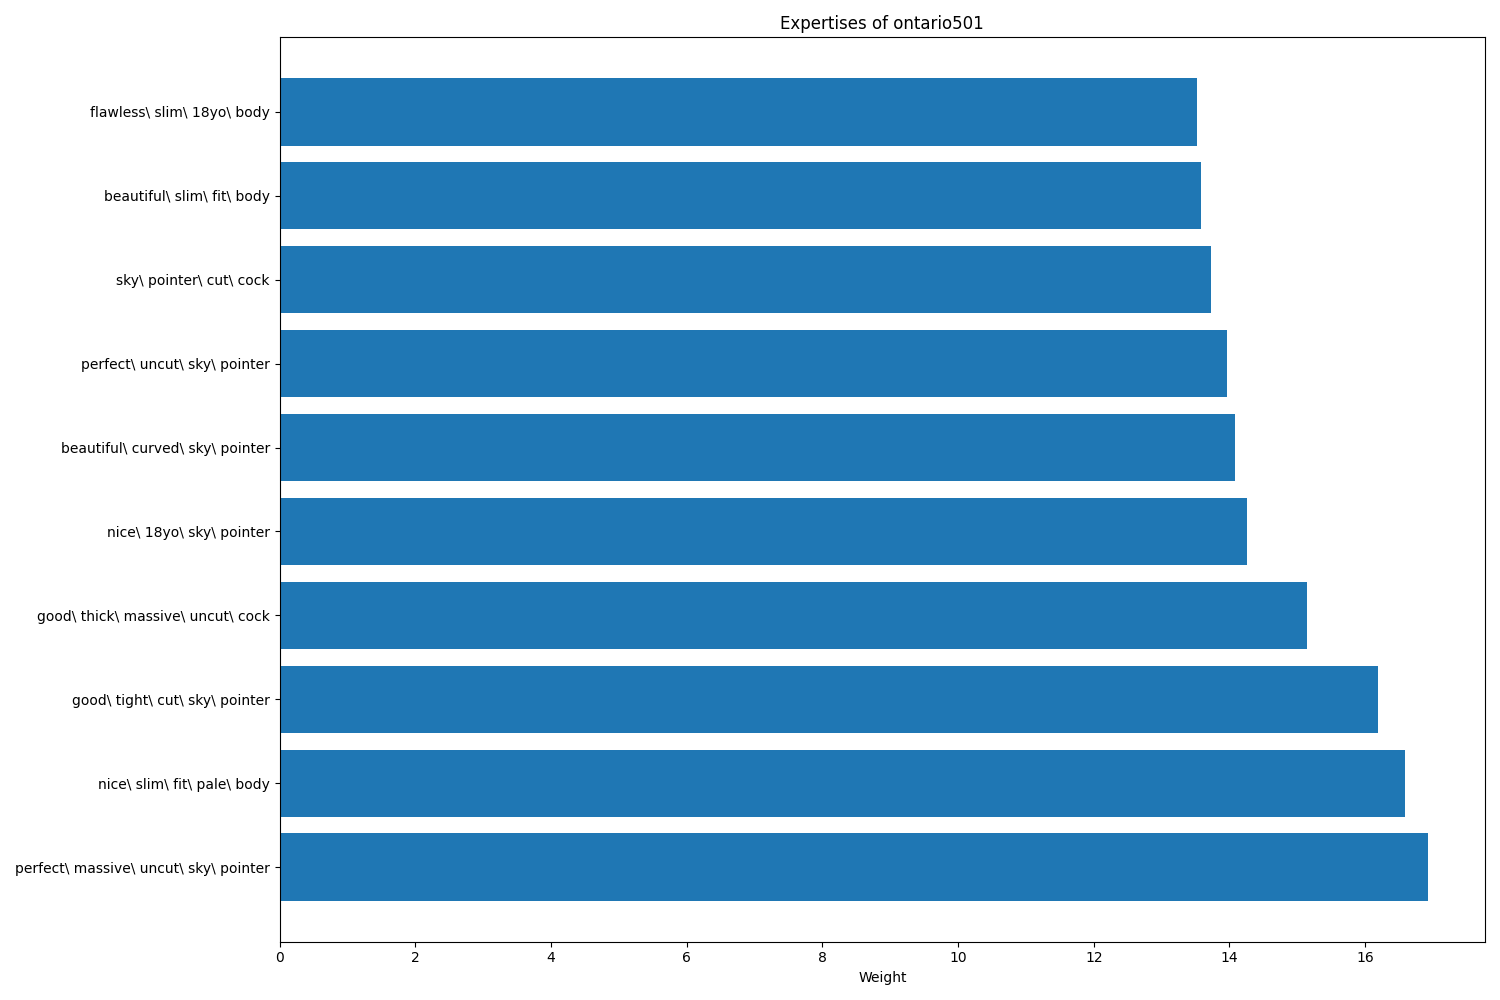 Expertises of ontario501
flawless\ slim\ 18yo\ body
beautiful\ slim\ fit\ body
sky\ pointer\ cut\ cock
perfect\ uncut\ sky\ pointer
beautiful\ curved\ sky\ pointer
nice\ 18yo\ sky\ pointer
good\ thick\ massive\ uncut\ cock
good\ tight\ cut\ sky\ pointer
nice\ slim\ fit\ pale\ body
perfect\ massive\ uncut\ sky\ pointer
0 2 4 6 8 10 12 14 16
Weight